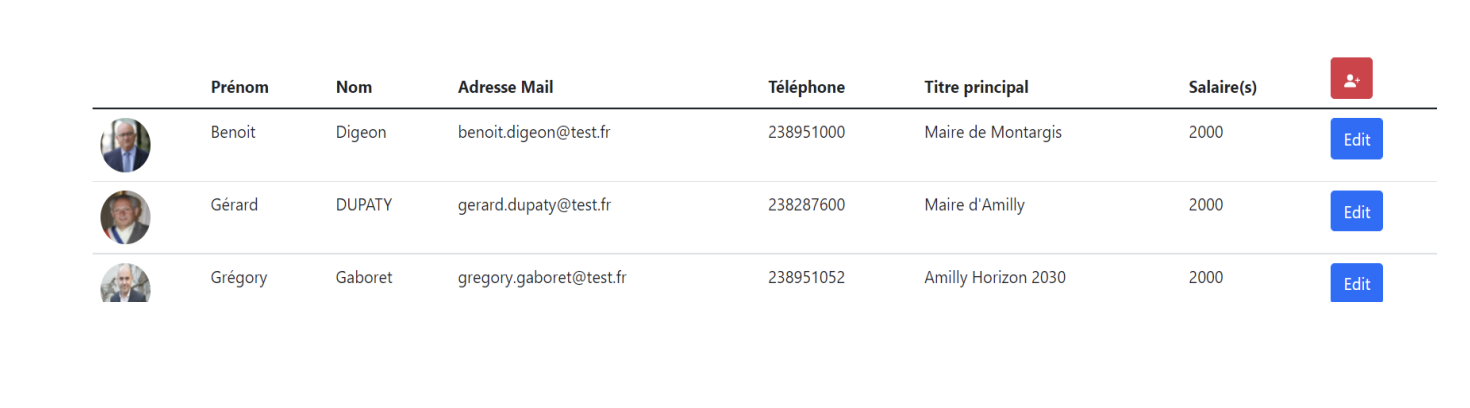 Prénom Nom Adresse Mail Téléphone Titre principal Salaire(s)
Benoit Digeon benoit.digeon@test.fr 238951000 Maire de Montargis 2000 Edit
Gérard DUPATY gerard.dupaty@test.fr 238287600 Maire d'Amilly 2000 Edit
Grégory Gaboret gregory.gaboret@test.fr 238951052 Amilly Horizon 2030 2000 Edit